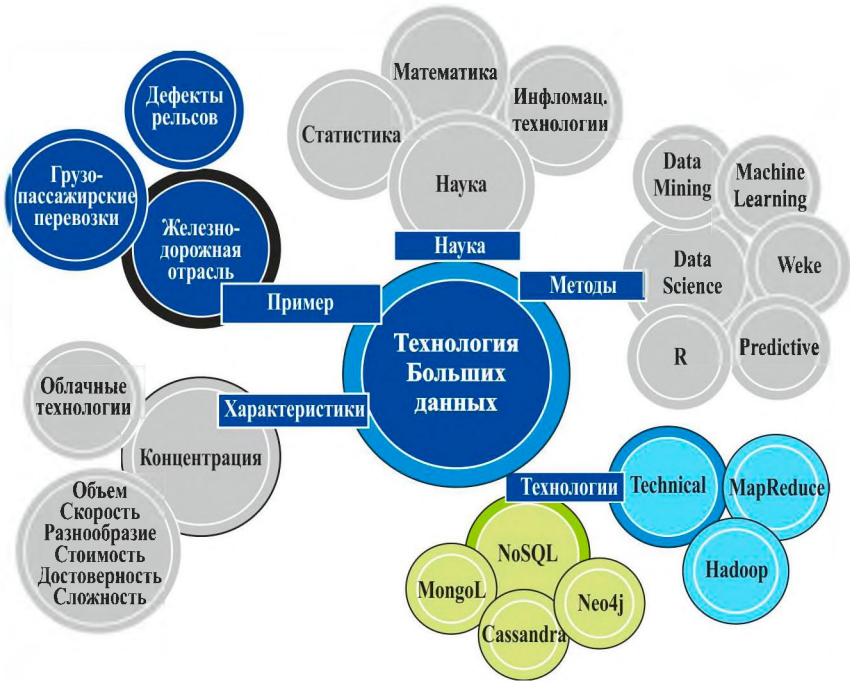 Дефекты
рельсов
Грузо-
пассажирские
перевозки
Железно-
дорожная
отрасль
Пример
Математика
Статистика
Инфломац.
технологии
Наука
Наука
Data
Mining
Machine
Learning
Data
Science
Weke
R
Predictive
Методы
Технология
Больших
данных
Облачные
технологии
Характеристики
Концентрация
Объем
Скорость
Разнообразие
Стоимость
Достоверность
Сложность
Технологии
Technical
MapReduce
Hadoop
NoSQL
MongoL
Cassandra
Neo4j